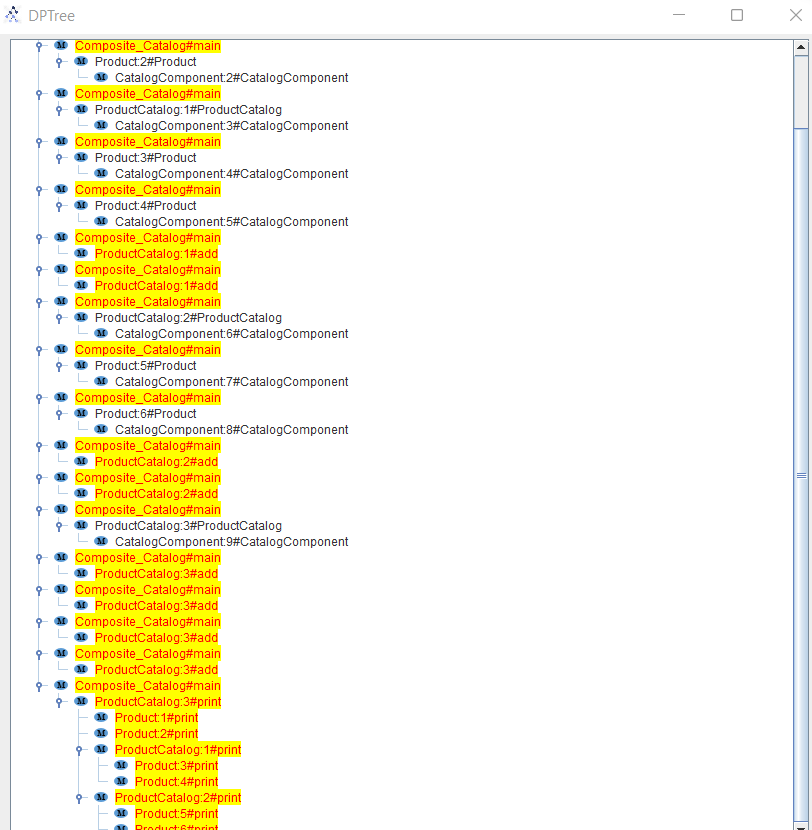 DPTree
Composite_Catalog#main
Product:2#Product
CatalogComponent:2#CatalogComponent
Composite_Catalog#main
ProductCatalog:1#ProductCatalog
CatalogComponent:3#CatalogComponent
Composite_Catalog#main
Product:3#Product
CatalogComponent:4#CatalogComponent
Composite_Catalog#main
Product:4#Product
CatalogComponent:5#CatalogComponent
Composite_Catalog#main
ProductCatalog:1#add
Composite_Catalog#main
ProductCatalog:1#add
Composite_Catalog#main
ProductCatalog:2#ProductCatalog
CatalogComponent:6#CatalogComponent
Composite_Catalog#main
Product:5#Product
CatalogComponent:7#CatalogComponent
Composite_Catalog#main
Product:6#Product
CatalogComponent:8#CatalogComponent
Composite_Catalog#main
ProductCatalog:2#add
Composite_Catalog#main
ProductCatalog:2#add
Composite_Catalog#main
ProductCatalog:3#ProductCatalog
CatalogComponent:9#CatalogComponent
Composite_Catalog#main
ProductCatalog:3#add
Composite_Catalog#main
ProductCatalog:3#add
Composite_Catalog#main
ProductCatalog:3#add
Composite_Catalog#main
ProductCatalog:3#add
Composite_Catalog#main
ProductCatalog:3#print
Product:1#print
Product:2#print
ProductCatalog:1#print
Product:3#print
Product:4#print
ProductCatalog:2#print
Product:5#print
Product:6#print